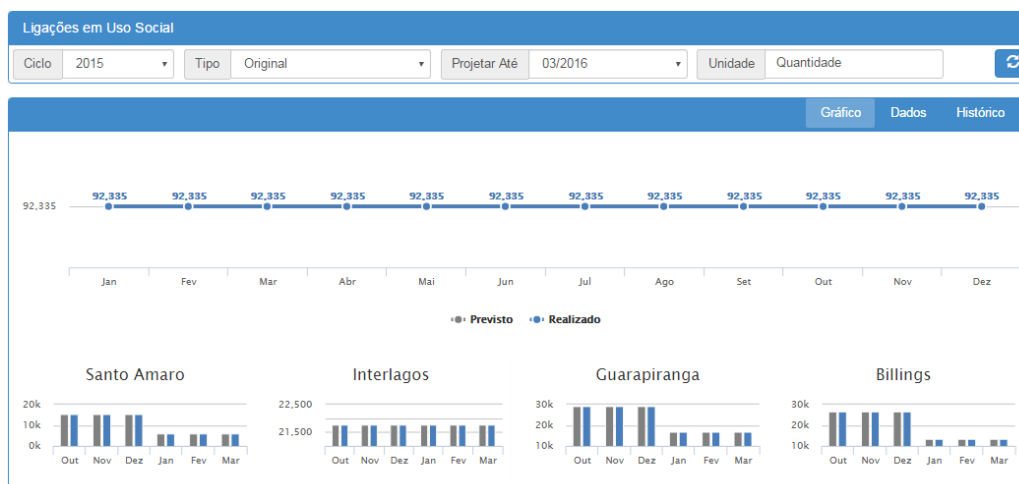 Ligações em Uso Social
Ciclo 2015 Tipo Original Projetar Até 03/2016 Unidade Quantidade
Gráfico Dados Histórico
92,335 92,335 92,335 92,335 92,335 92,335 92,335 92,335 92,335 92,335 92,335 92,335
92,335
Jan Fev Mar Abr Mai Jun Jul Ago Set Out Nov Dez
Previsto Realizado
Santo Amaro
20k
10k
0k
Out Nov Dez Jan Fev Mar
Interlagos
22,500
21,500
Out Nov Dez Jan Fev Mar
Guarapiranga
30k
20k
10k
Out Nov Dez Jan Fev Mar
Billings
30k
20k
10k
Out Nov Dez Jan Fev Mar